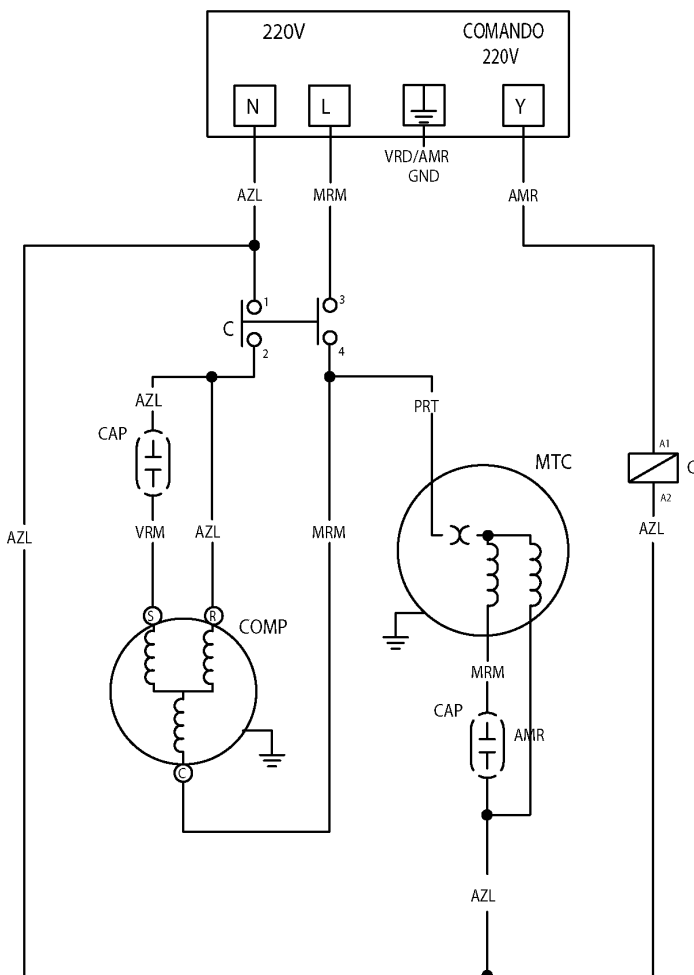 220V
COMANDO
220V
N
L
Y
VRD/AMR
GND
AZL
MRM
AMR
1
3
C
2
4
AZL
PRT
CAP
MTC
A1
C
A2
AZL
VRM
AZL
MRM
AZL
S
R
COMP
MRM
CAP
AMR
C
AZL